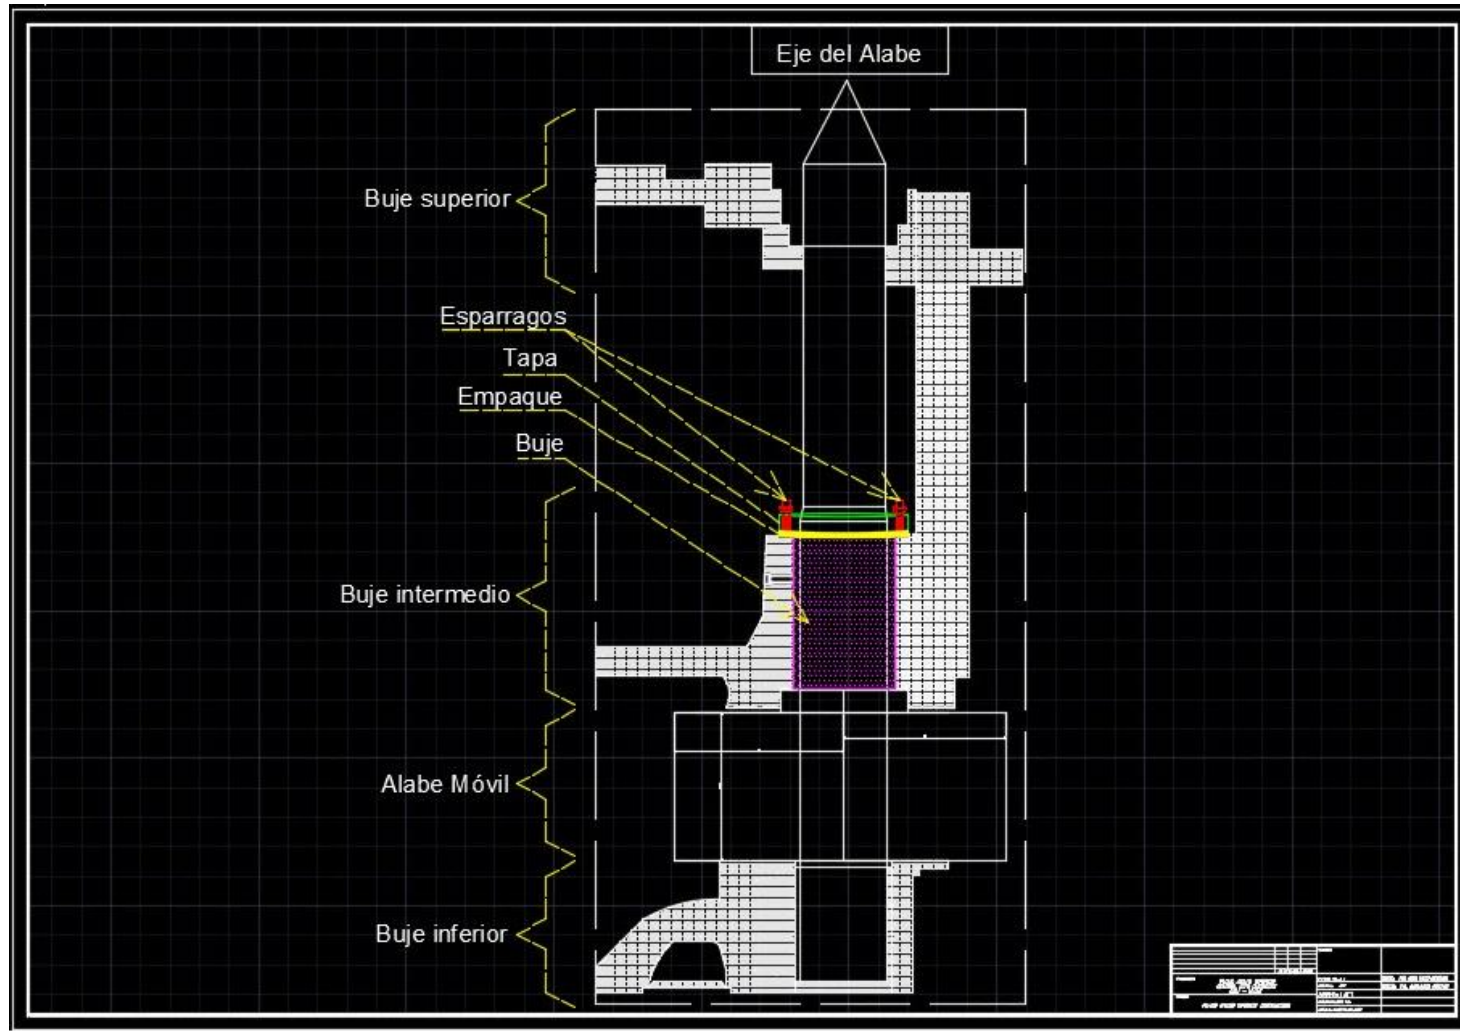 Eje del Alabe
Buje superior
Esparragos
Tapa
Empaque
Buje
Buje intermedio
Alabe Móvil
Buje inferior